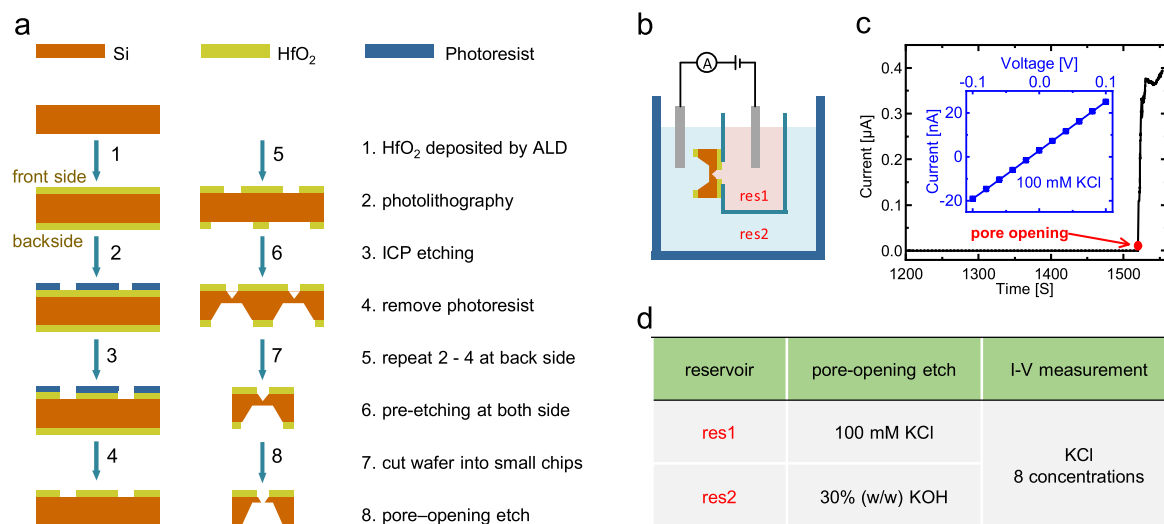 a
Si
HfO2
Photoresist
1
5
front side
backside
2
6
3
7
4
8
1. HfO2 deposited by ALD
2. photolithography
3. ICP etching
4. remove photoresist
5. repeat 2 - 4 at back side
6. pre-etching at both side
7. cut wafer into small chips
8. pore–opening etch
b
A
res1
res2
c
Voltage [V]
-0.1 0.0 0.1
Current [nA]
20
0
-20
100 mM KCl
Current [µA]
0.4
0.3
0.2
0.1
0.0
pore opening
1200 1300 1400 1500
Time [S]
d
reservoir pore-opening etch I-V measurement
res1 100 mM KCl
KCl
8 concentrations
res2 30% (w/w) KOH